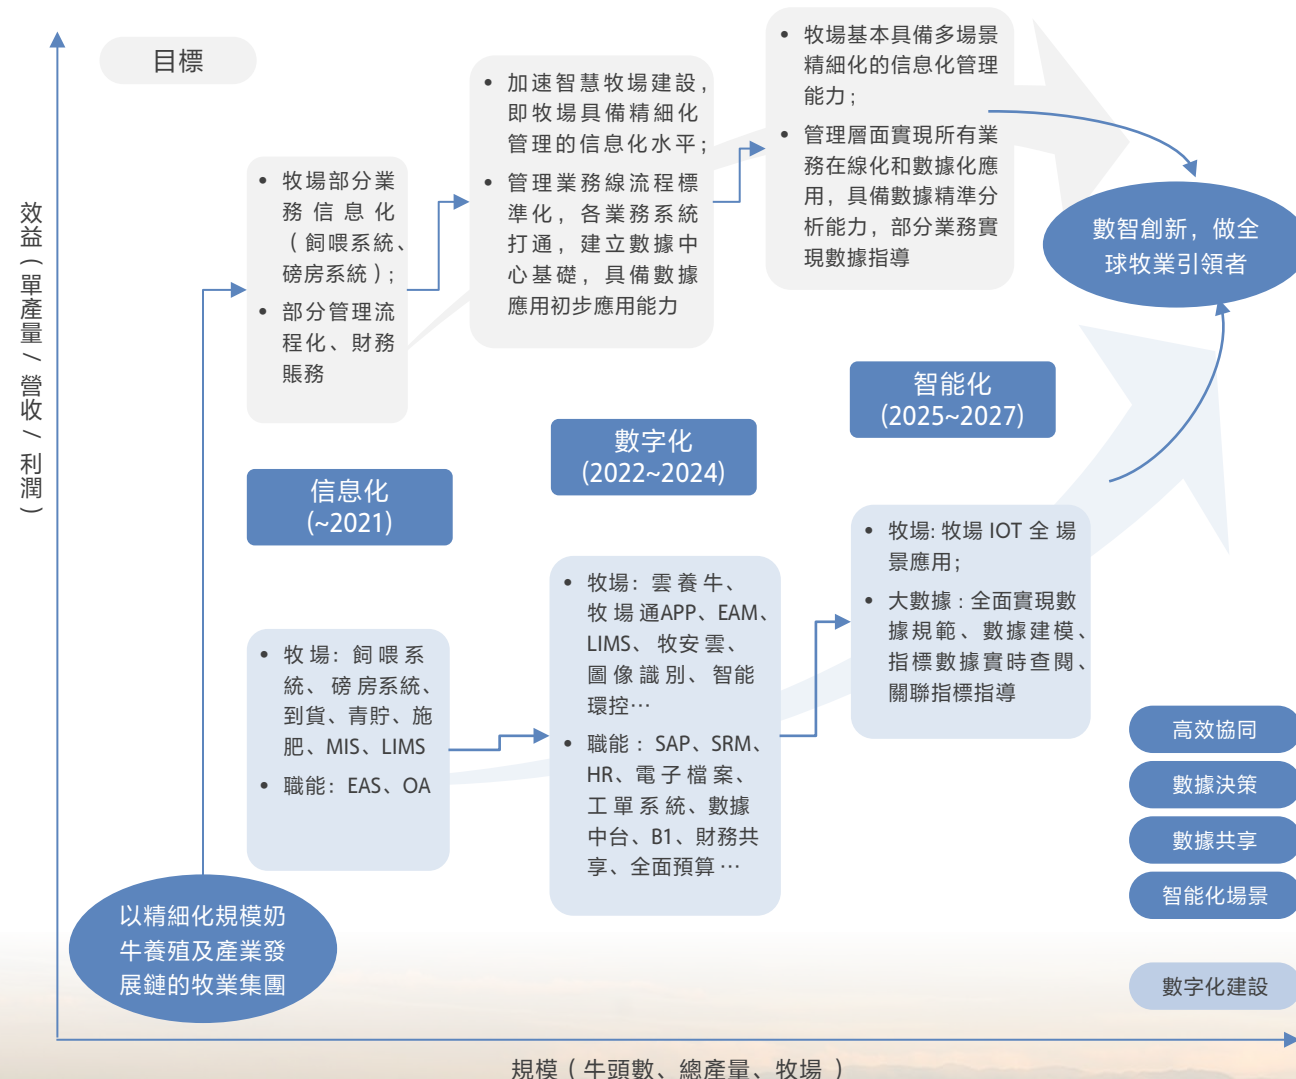 目標
效益(單產量/營收/利潤)
• 牧場部分業
務信息化
(飼喂系統、
磅房系統);
• 部分管理流
程化、財務
賬務
• 加速智慧牧場建設,
即牧場具備精細化
管理的信息化水平;
• 管理業務線流程標
準化,各業務系統
打通,建立數據中
心基礎,具備數據
應用初步應用能力
• 牧場基本具備多場景
精細化的信息化管理
能力;
• 管理層面實現所有業
務在線化和數據化應
用,具備數據精準分
析能力,部分業務實
現數據指導
數智創新,做全
球牧業引領者
信息化
(~2021)
數字化
(2022~2024)
智能化
(2025~2027)
• 牧場:飼喂系
統、磅房系統、
到貨、青貯、施
肥、MIS、LIMS
• 職能:EAS、OA
• 牧場:雲養牛、
牧場通APP、EAM、
LIMS、牧安雲、
圖像識別、智能
環控…
• 職能:SAP、SRM、
HR、電子檔案、
工單系統、數據
中台、B1、財務共
享、全面預算…
• 牧場:牧場 IOT 全場
景應用;
• 大數據:全面實現數
據規範、數據建模、
指標數據實時查閱、
關聯指標指導
以精細化規模奶
牛養殖及產業發
展鏈的牧業集團
高效協同
數據決策
數據共享
智能化場景
數字化建設
規模(牛頭數、總產量、牧場)